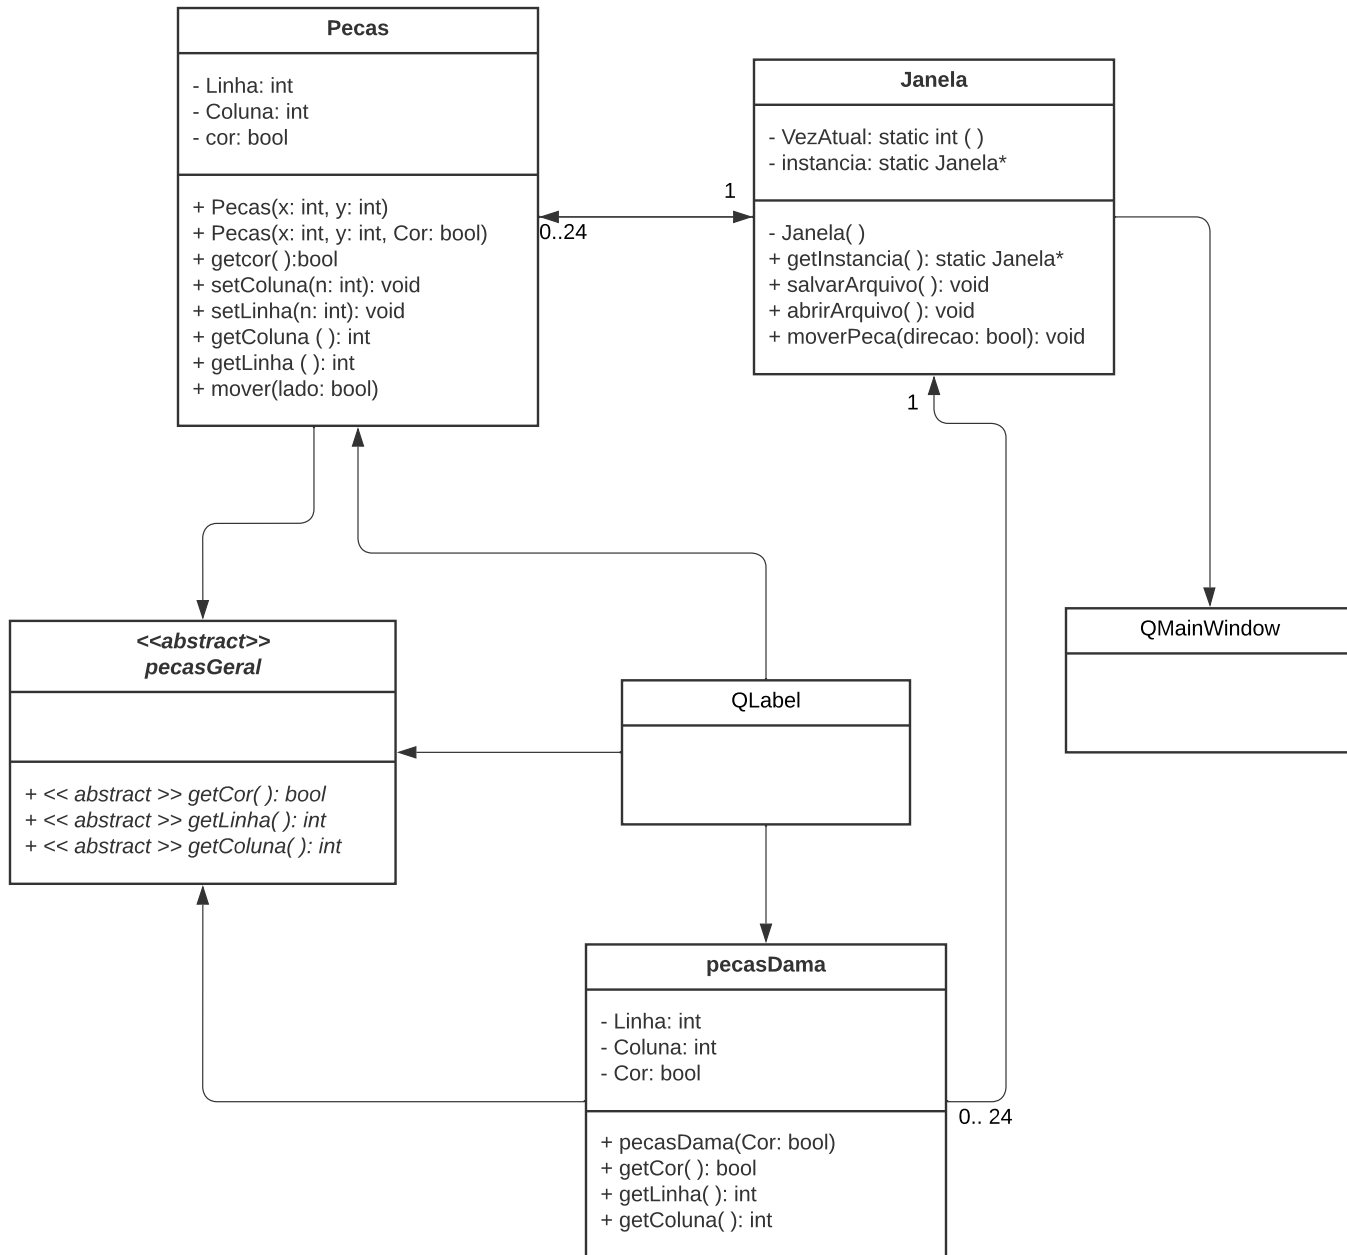 Pecas
- Linha: int
- Coluna: int
- cor: bool
+ Pecas(x: int, y: int)
+ Pecas(x: int, y: int, Cor: bool)
+ getcor( ):bool
+ setColuna(n: int): void
+ setLinha(n: int): void
+ getColuna ( ): int
+ getLinha ( ): int
+ mover(lado: bool)
Janela
- VezAtual: static int ( )
- instancia: static Janela*
- Janela( )
+ getInstancia( ): static Janela*
+ salvarArquivo( ): void
+ abrirArquivo( ): void
+ moverPeca(direcao: bool): void
1
0..24
1
<<abstract>>
pecasGeral
+ << abstract >> getCor( ): bool
+ << abstract >> getLinha( ): int
+ << abstract >> getColuna( ): int
QLabel
QMainWindow
pecasDama
- Linha: int
- Coluna: int
- Cor: bool
+ pecasDama(Cor: bool)
+ getCor( ): bool
+ getLinha( ): int
+ getColuna( ): int
0.. 24